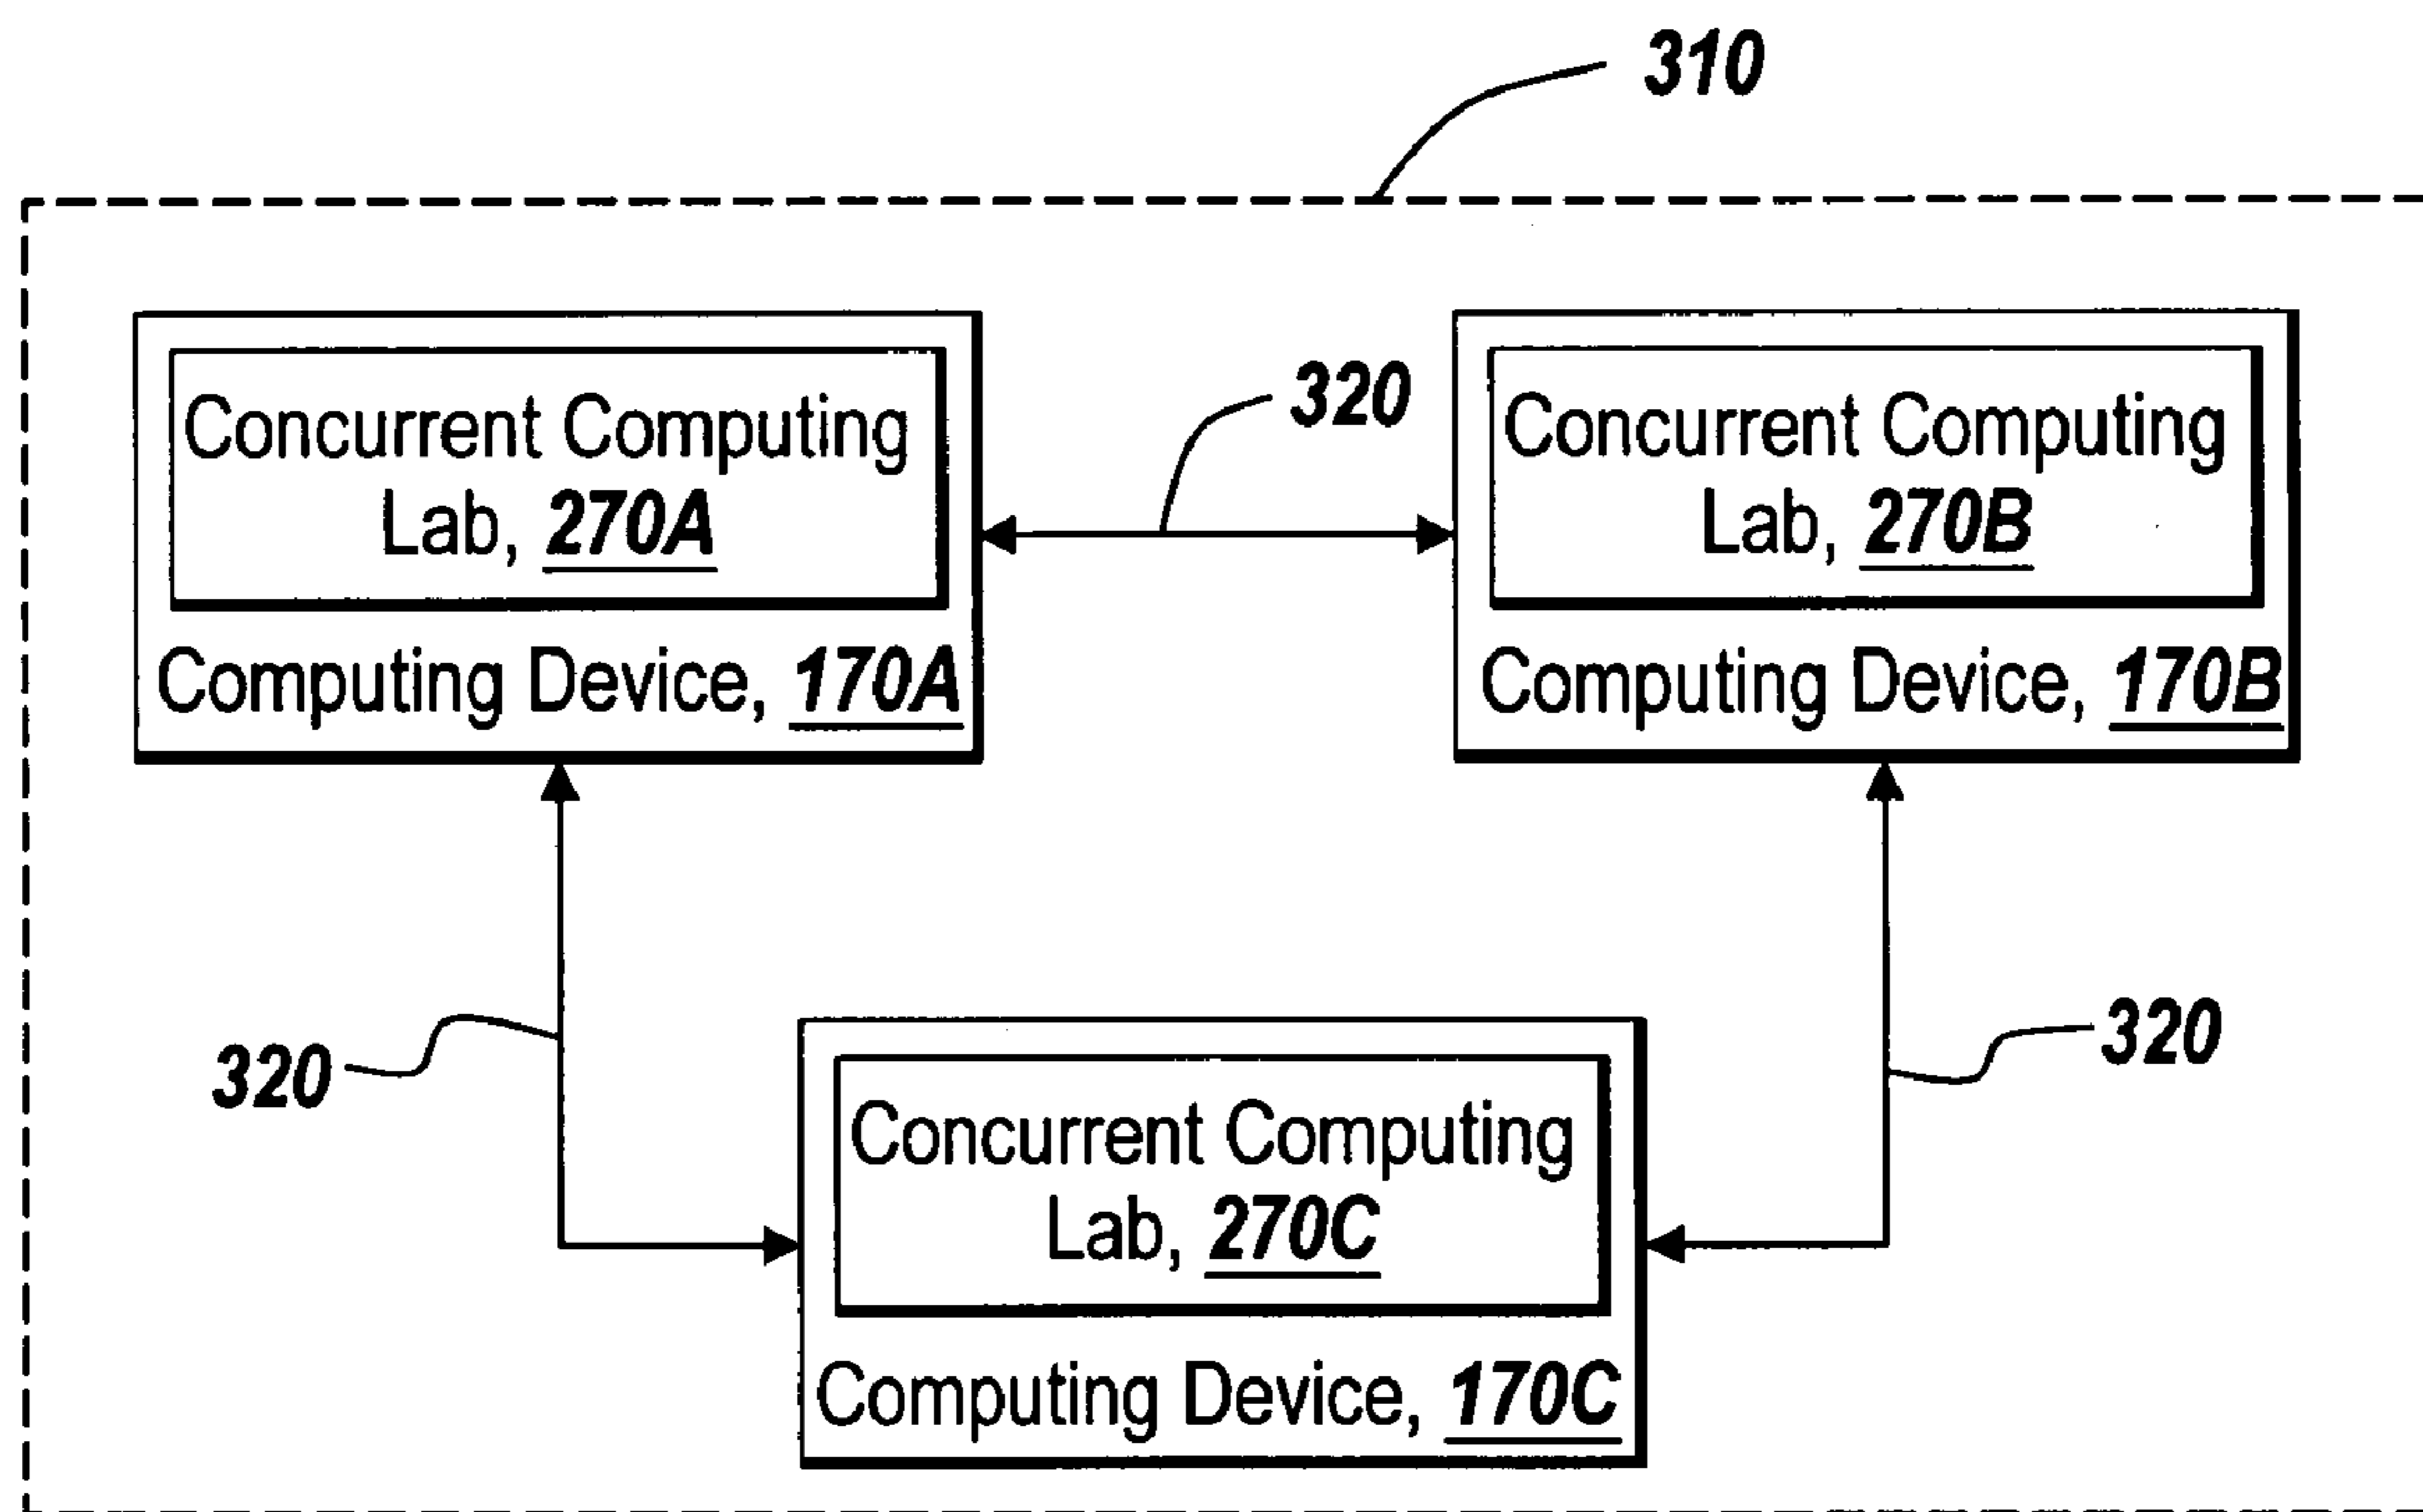 310
Concurrent Computing
Lab, 270A
Computing Device, 170A
320
Concurrent Computing
Lab, 270B
Computing Device, 170B
320
Concurrent Computing
Lab, 270C
Computing Device, 170C
320